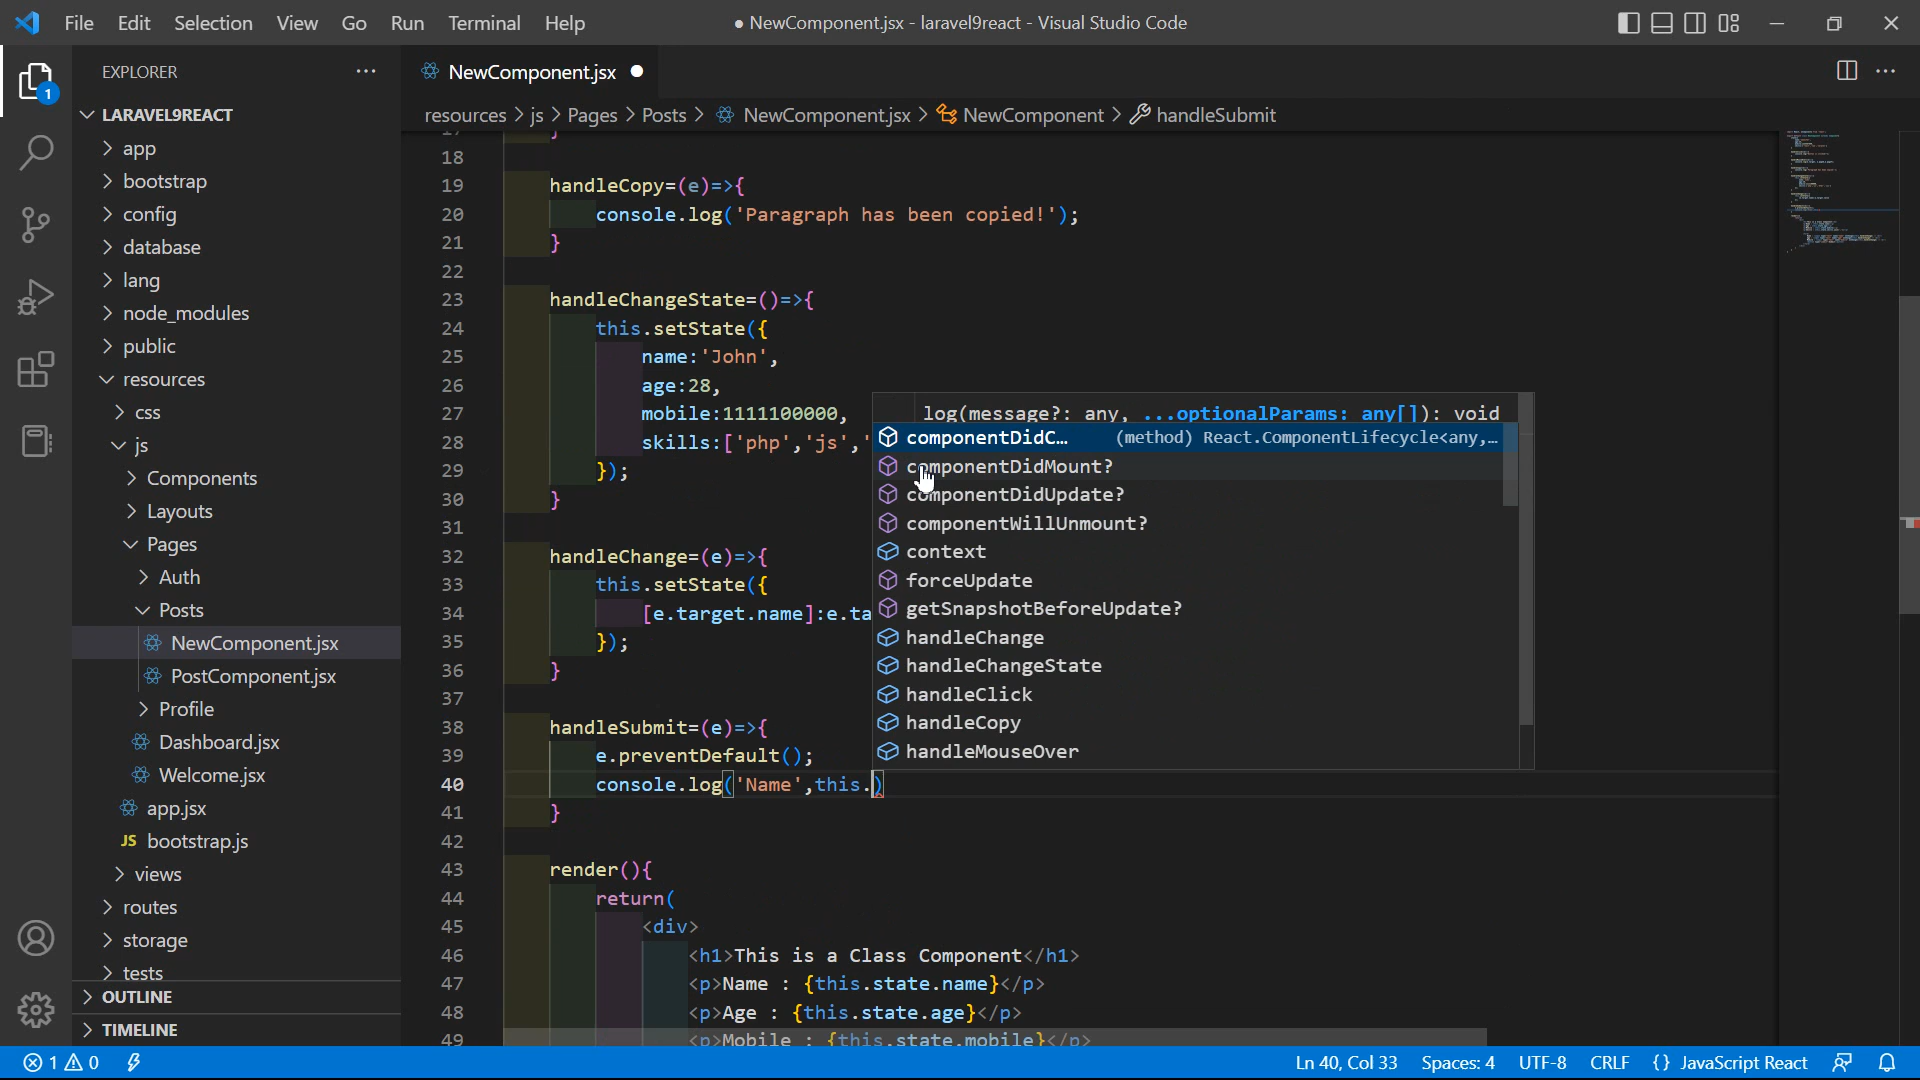 File Edit Selection View Go Run Terminal Help
● NewComponent.jsx - laravel9react - Visual Studio Code
EXPLORER
LARAVEL9REACT
app
bootstrap
config
database
lang
node_modules
public
resources
css
js
Components
Layouts
Pages
Auth
Posts
NewComponent.jsx
PostComponent.jsx
Profile
Dashboard.jsx
Welcome.jsx
app.jsx
JS bootstrap.js
views
routes
storage
tests
OUTLINE
TIMELINE
1
NewComponent.jsx
resources > js > Pages > Posts > NewComponent.jsx > NewComponent > handleSubmit
17 }
18
19 handleCopy=(e)=>{
20 console.log('Paragraph has been copied!');
21 }
22
23 handleChangeState=()=>{
24 this.setState({
25 name:'John',
26 age:28,
27 mobile:1111100000,
28 skills:['php','js','
29 });
30 }
31
32 handleChange=(e)=>{
33 this.setState({
34 [e.target.name]:e.ta
35 });
36 }
37
38 handleSubmit=(e)=>{
39 e.preventDefault();
40 console.log('Name',this.)
41 }
42
43 render(){
44 return(
45 <div>
46 <h1>This is a Class Component</h1>
47 <p>Name : {this.state.name}</p>
48 <p>Age : {this.state.age}</p>
49 <p>Mobile : {this.state.mobile}</p>
log(message?: any, ...optionalParams: any[]): void
componentDidC... (method) React.ComponentLifecycle<any,...
componentDidMount?
componentDidUpdate?
componentWillUnmount?
context
forceUpdate
getSnapshotBeforeUpdate?
handleChange
handleChangeState
handleClick
handleCopy
handleMouseOver
1 0
Ln 40, Col 33 Spaces: 4 UTF-8 CRLF {} JavaScript React